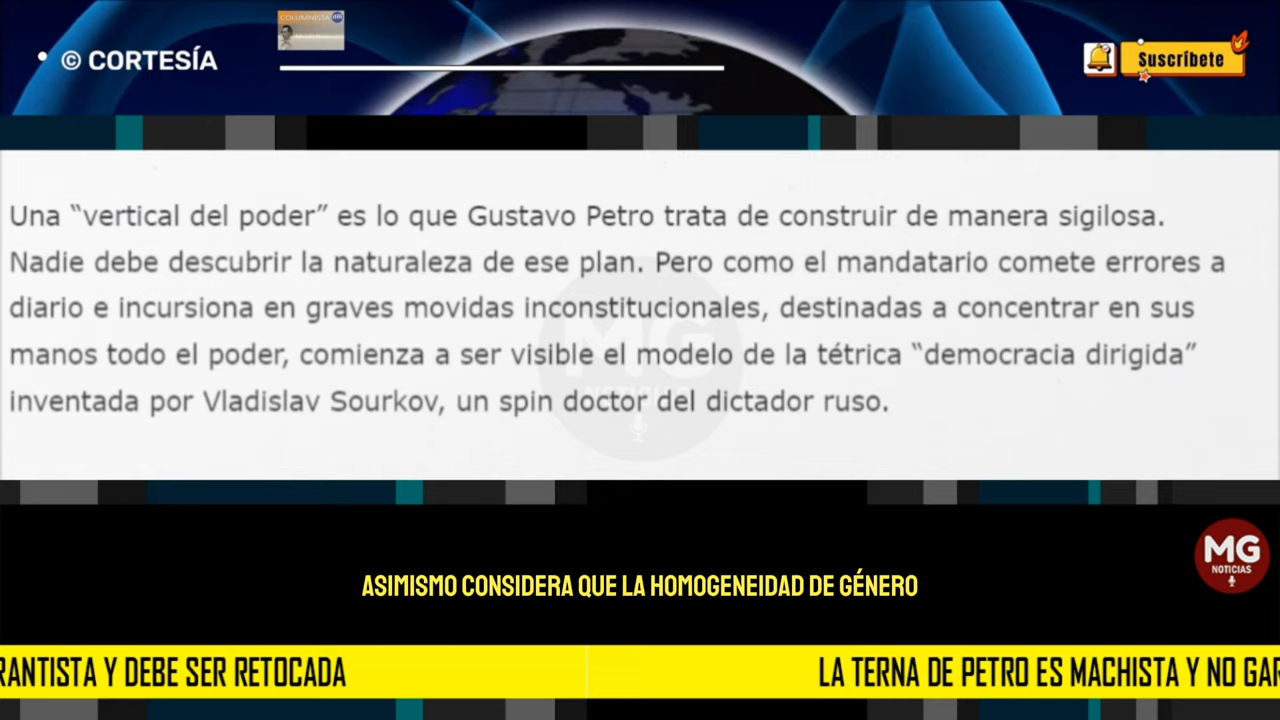 COLUMNISTA
© CORTESÍA
Suscríbete
Una “vertical del poder” es lo que Gustavo Petro trata de construir de manera sigilosa.
Nadie debe descubrir la naturaleza de ese plan. Pero como el mandatario comete errores a
diario e incursiona en graves movidas inconstitucionales, destinadas a concentrar en sus
manos todo el poder, comienza a ser visible el modelo de la tétrica “democracia dirigida”
inventada por Vladislav Sourkov, un spin doctor del dictador ruso.
MG
NOTICIAS
MG
NOTICIAS
ASIMISMO CONSIDERA QUE LA HOMOGENEIDAD DE GÉNERO
RANTISTA Y DEBE SER RETOCADA
LA TERNA DE PETRO ES MACHISTA Y NO GAR